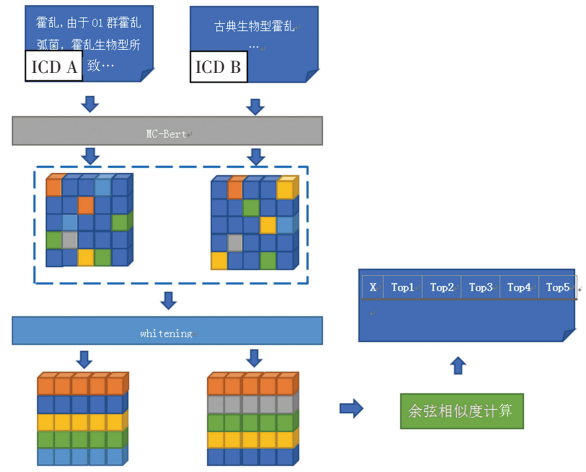 霍乱,由于 01 群霍乱
弧菌, 霍乱生物型所
ICD A 致…
古典生物型霍乱
…
ICD B
MC-Bert
whitening
X Top1 Top2 Top3 Top4 Top5
余弦相似度计算